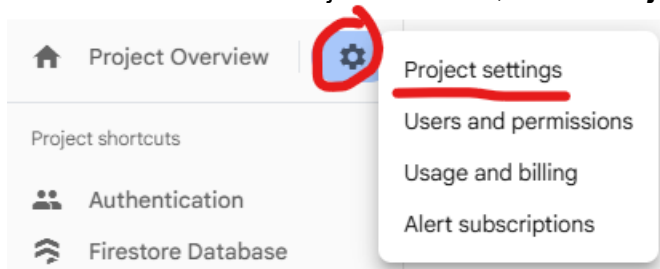 Project Overview
Project settings
Users and permissions
Usage and billing
Alert subscriptions
Project shortcuts
Authentication
Firestore Database